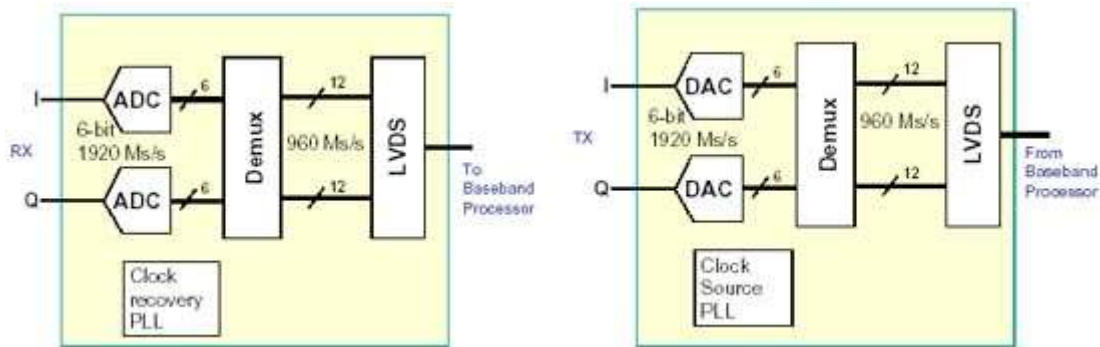 I
ADC
6
12
6-bit
1920 Ms/s
RX
Demux
960 Ms/s
LVDS
To
Baseband
Processor
Q
ADC
6
12
Clock
recovery
PLL
I
DAC
6
12
6-bit
1920 Ms/s
TX
Demux
960 Ms/s
LVDS
From
Baseband
Processor
Q
DAC
6
12
Clock
Source
PLL